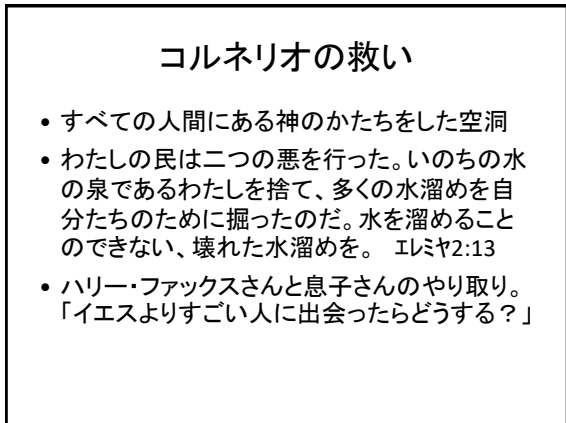 コルネリオの救い
• すべての人間にある神のかたちをした空洞
• わたしの民は二つの悪を行った。いのちの水
の泉であるわたしを捨て、多くの水溜めを自
分たちのために掘ったのだ。水を溜めること
のできない、壊れた水溜めを。 エレミヤ2:13
• ハリー・ファックスさんと息子さんのやり取り。
「イエスよりすごい人に出会ったらどうする？」